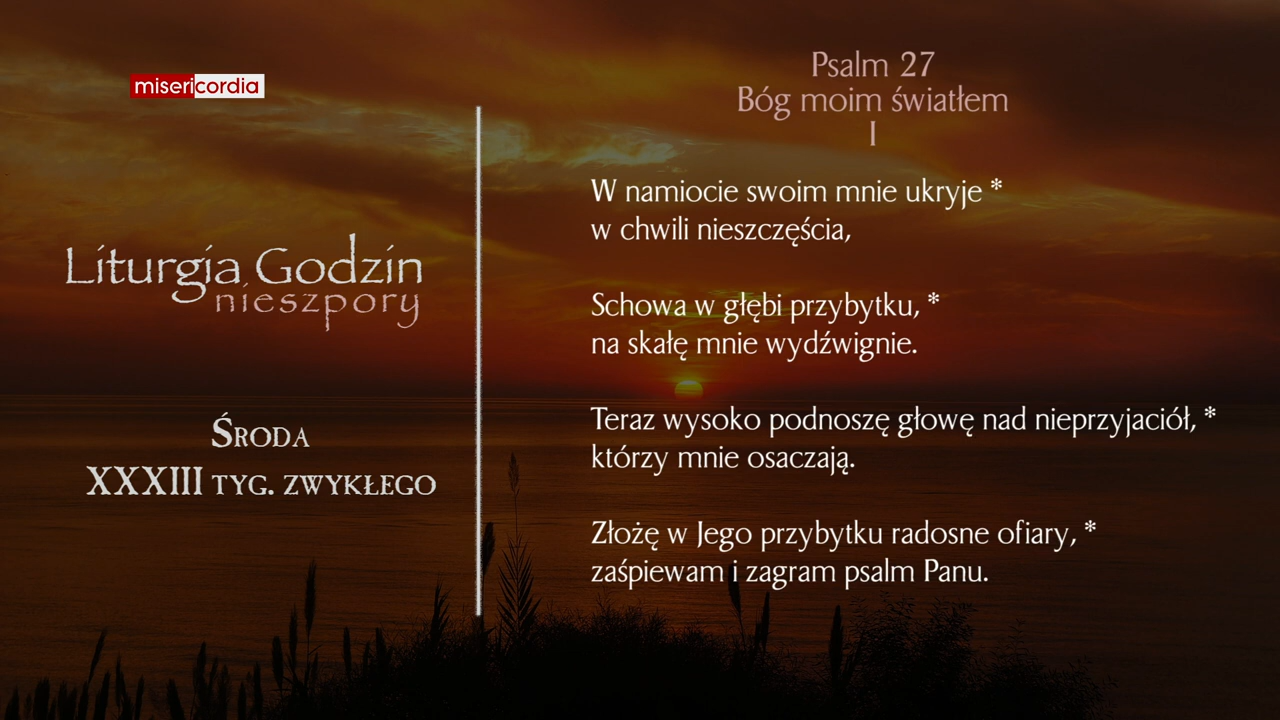 misericordia
Liturgia Godzin
nieszpory
Środa
XXXIII tyg. zwykłego
Psalm 27
Bóg moim światłem
I
W namiocie swoim mnie ukryje *
w chwili nieszczęścia,
Schowa w głębi przybytku, *
na skałę mnie wydźwignie.
Teraz wysoko podnoszę głowę nad nieprzyjaciół, *
którzy mnie osaczają.
Złożę w Jego przybytku radosne ofiary, *
zaśpiewam i zagram psalm Panu.